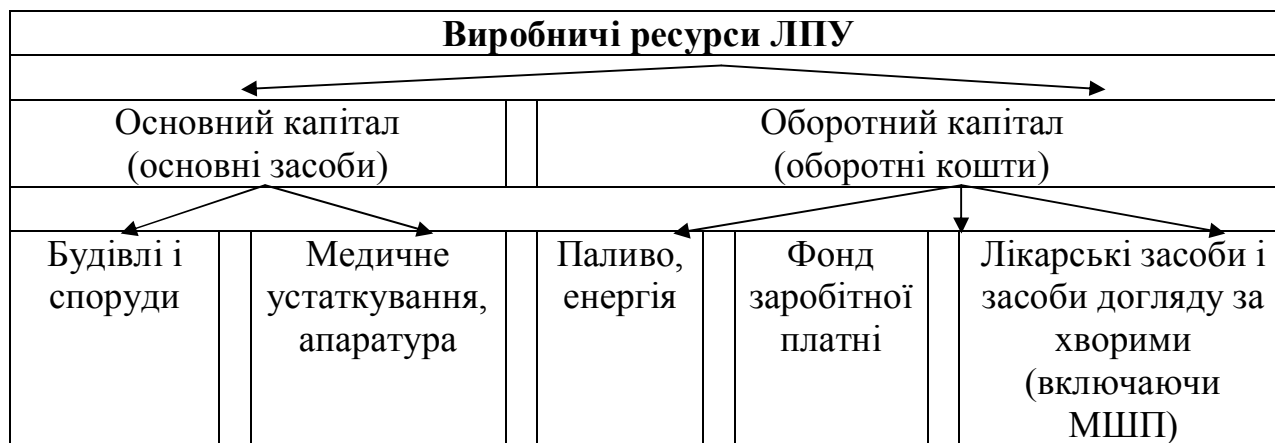 Виробничі ресурси ЛПУ
Основний капітал
(основні засоби)
Оборотний капітал
(оборотні кошти)
Будівлі і
споруди
Медичне
устаткування,
апаратура
Паливо,
енергія
Фонд
заробітної
платні
Лікарські засоби і
засоби догляду за
хворими
(включаючи
МШП)